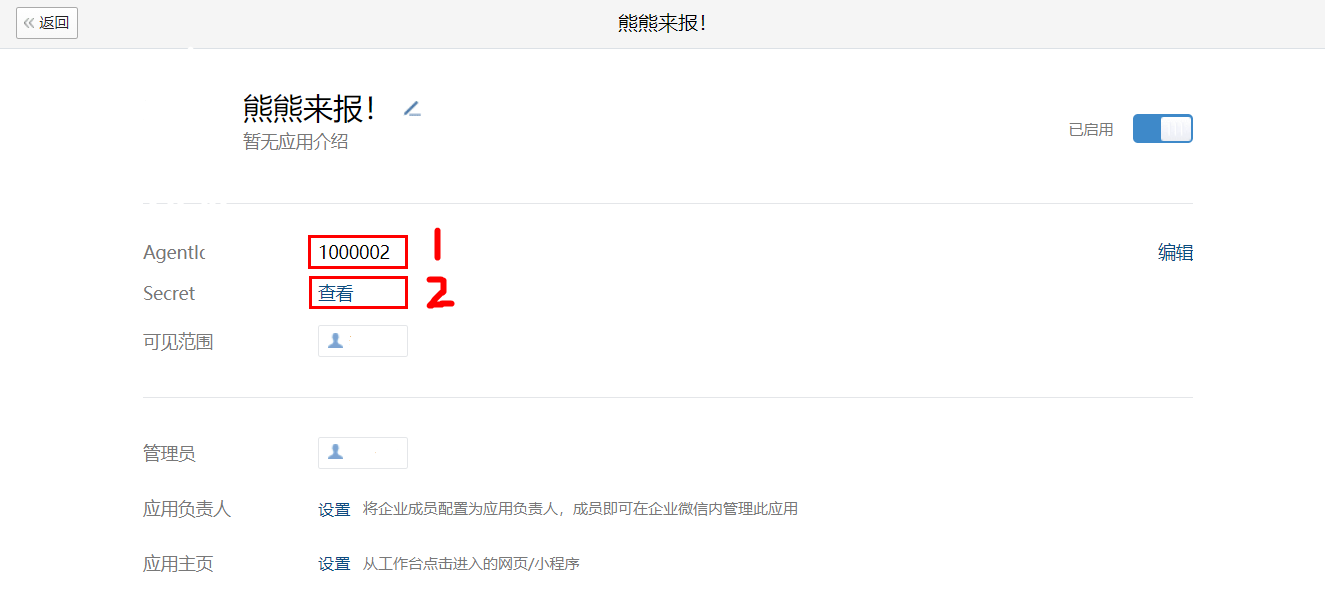 返回
熊熊来报！
熊熊来报！
暂无应用介绍
已启用
AgentId
1000002
1
编辑
Secret
查看
2
可见范围
管理员
应用负责人
设置
将企业成员配置为应用负责人，成员即可在企业微信内管理此应用
应用主页
设置
从工作台点击进入的网页/小程序